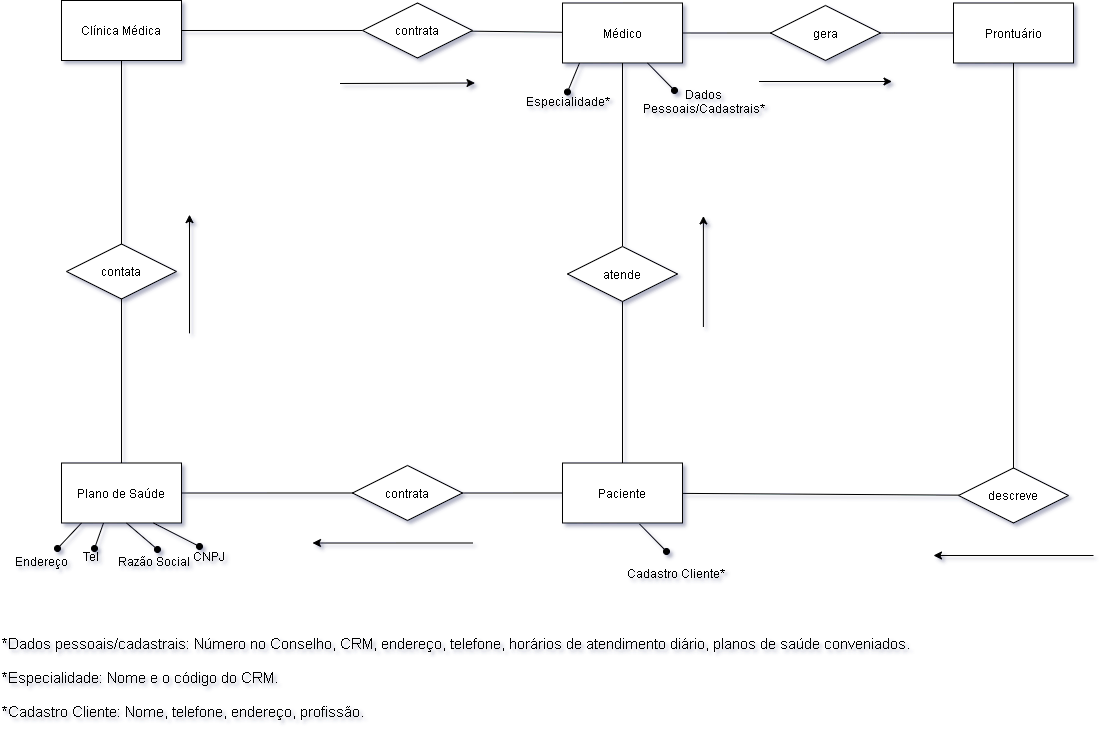 Clínica Médica
contrata
Médico
gera
Prontuário
Especialidade*
Dados
Pessoais/Cadastrais*
contata
atende
Plano de Saúde
contrata
Paciente
descreve
Endereço
Tel
Razão Social
CNPJ
Cadastro Cliente*
*Dados pessoais/cadastrais: Número no Conselho, CRM, endereço, telefone, horários de atendimento diário, planos de saúde conveniados.
*Especialidade: Nome e o código do CRM.
*Cadastro Cliente: Nome, telefone, endereço, profissão.